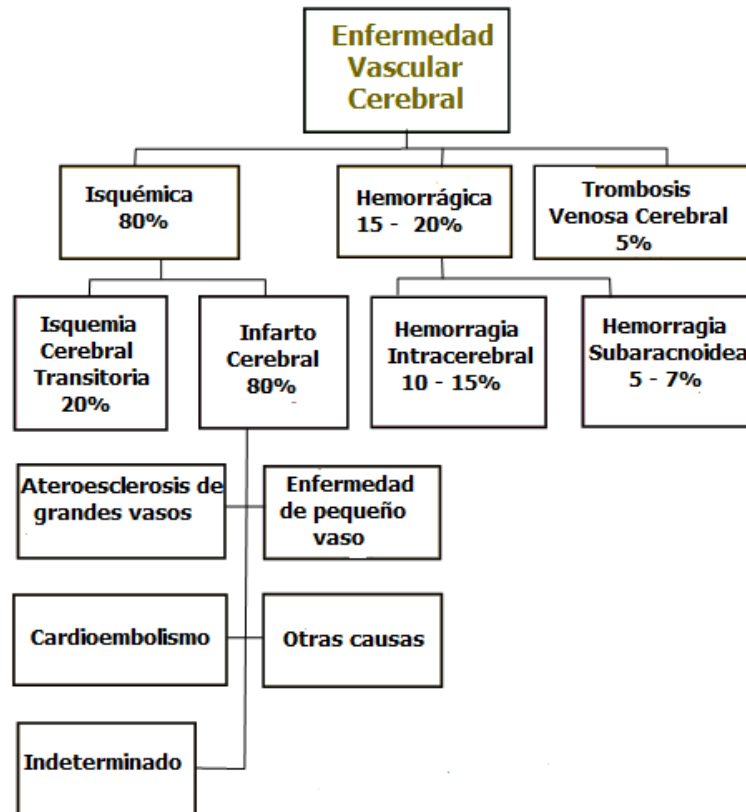 Enfermedad
Vascular
Cerebral
Isquémica
80%
Hemorrágica
15 - 20%
Trombosis
Venosa Cerebral
5%
Isquemia
Cerebral
Transitoria
20%
Infarto
Cerebral
80%
Hemorragia
Intracerebral
10 - 15%
Hemorragia
Subaracnoidea
5 - 7%
Ateroesclerosis de
grandes vasos
Enfermedad
de pequeño
vaso
Cardioembolismo
Otras causas
Indeterminado